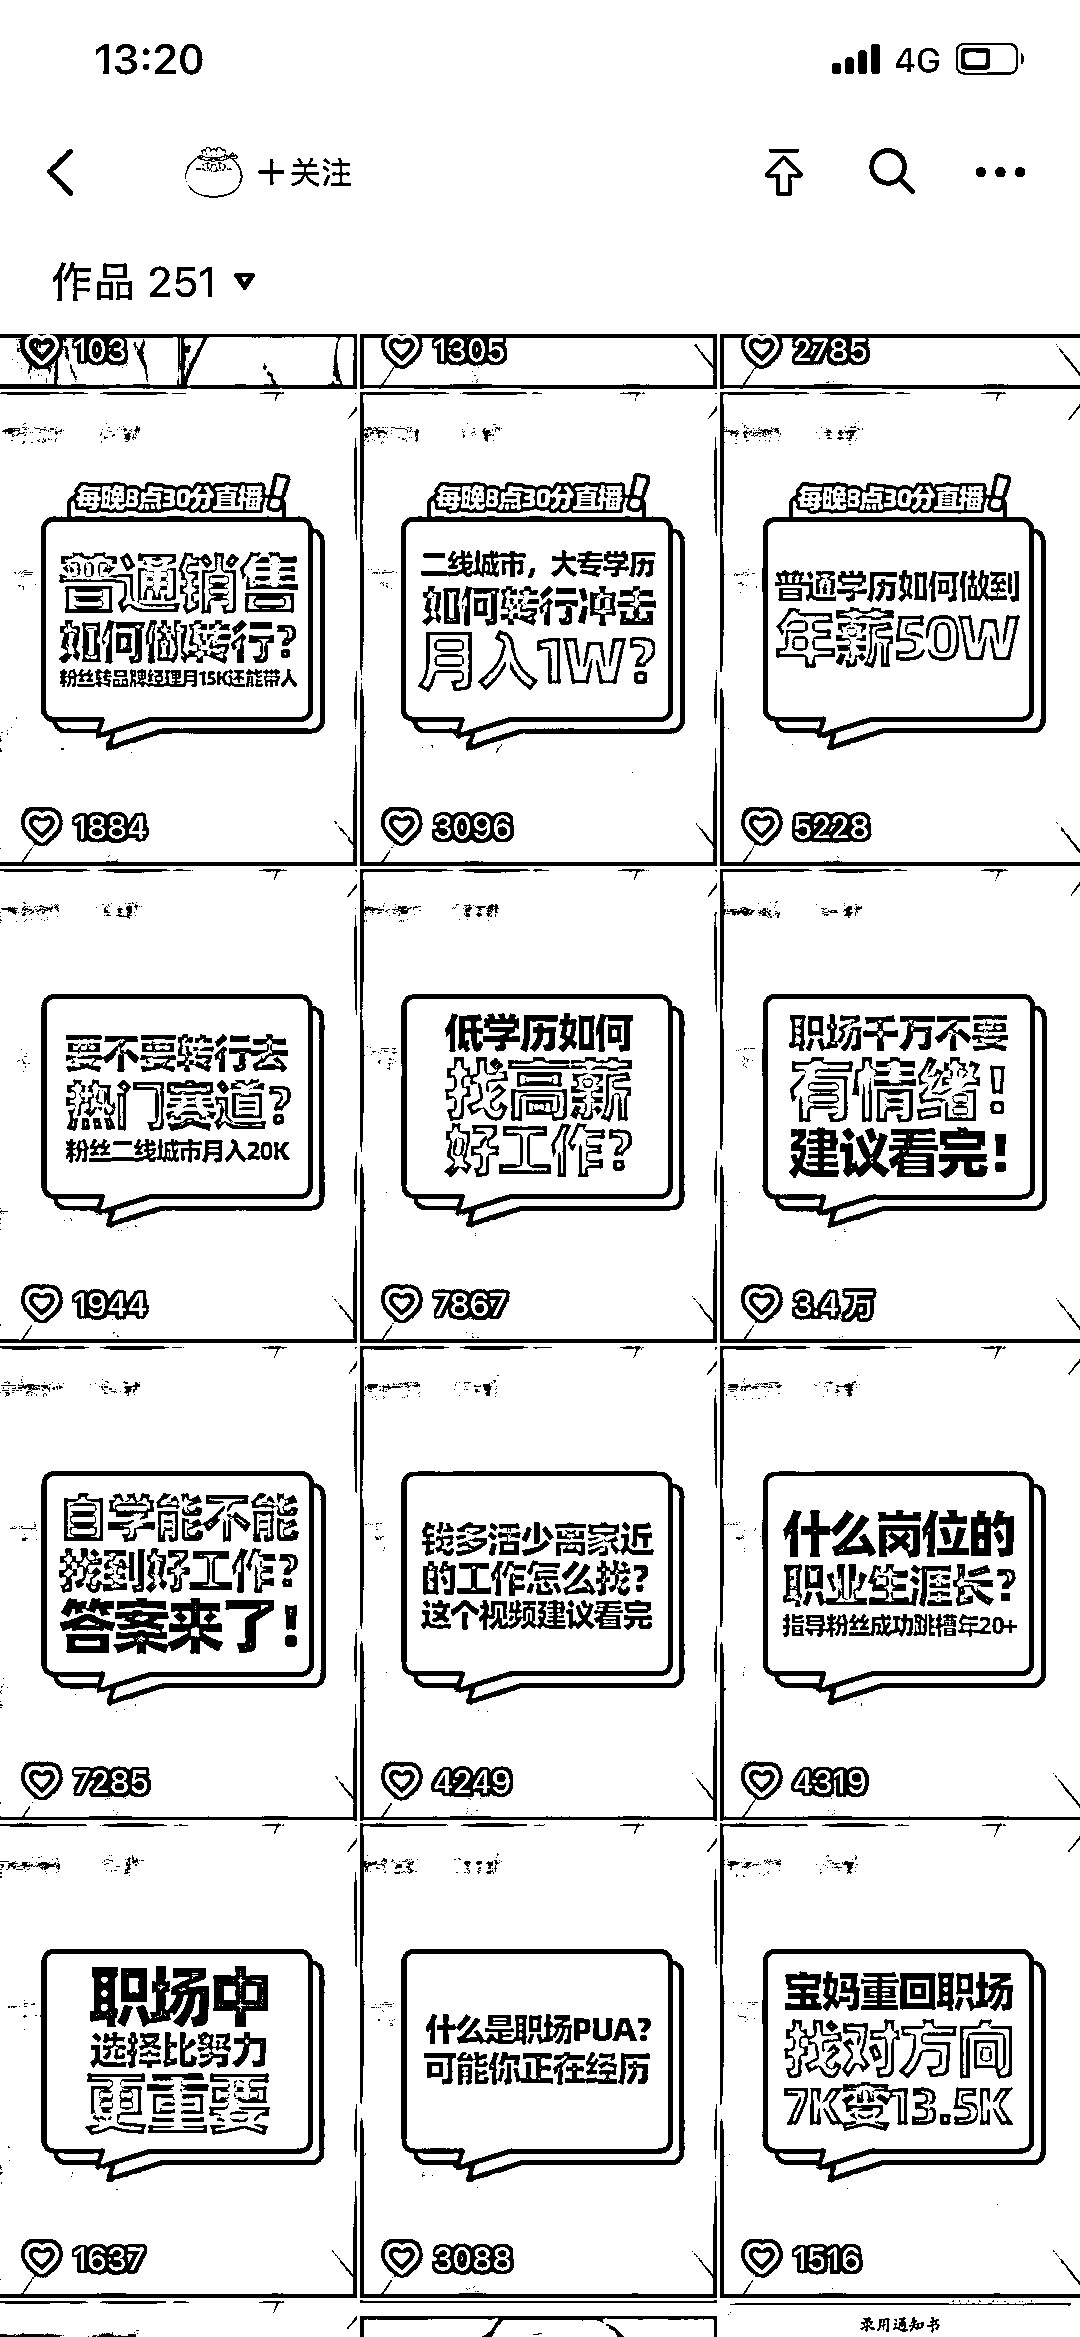 13:20
4G
+关注
作品 251
103
1305
2785
每晚8点30分直播!
普通销售
如何做转行?
粉丝转品牌经理月15K还能带人
1884
每晚8点30分直播!
二线城市，大专学历
如何转行冲击
月入1W?
3096
每晚8点30分直播!
普通学历如何做到
年薪50W
5228
要不要转行去
热门赛道?
粉丝二线城市月入20K
1944
低学历如何
找高薪
好工作?
7867
职场千万不要
有情绪!
建议看完!
3.4万
自学能不能
找到好工作?
答案来了!
7285
钱多活少离家近
的工作怎么找?
这个视频建议看完
4249
什么岗位的
职业生涯长?
指导粉丝成功跳槽年20+
4319
职场中
选择比努力
更重要
1637
什么是职场PUA?
可能你正在经历
3088
宝妈重回职场
找对方向
7K变13.5K
1516
录用通知书